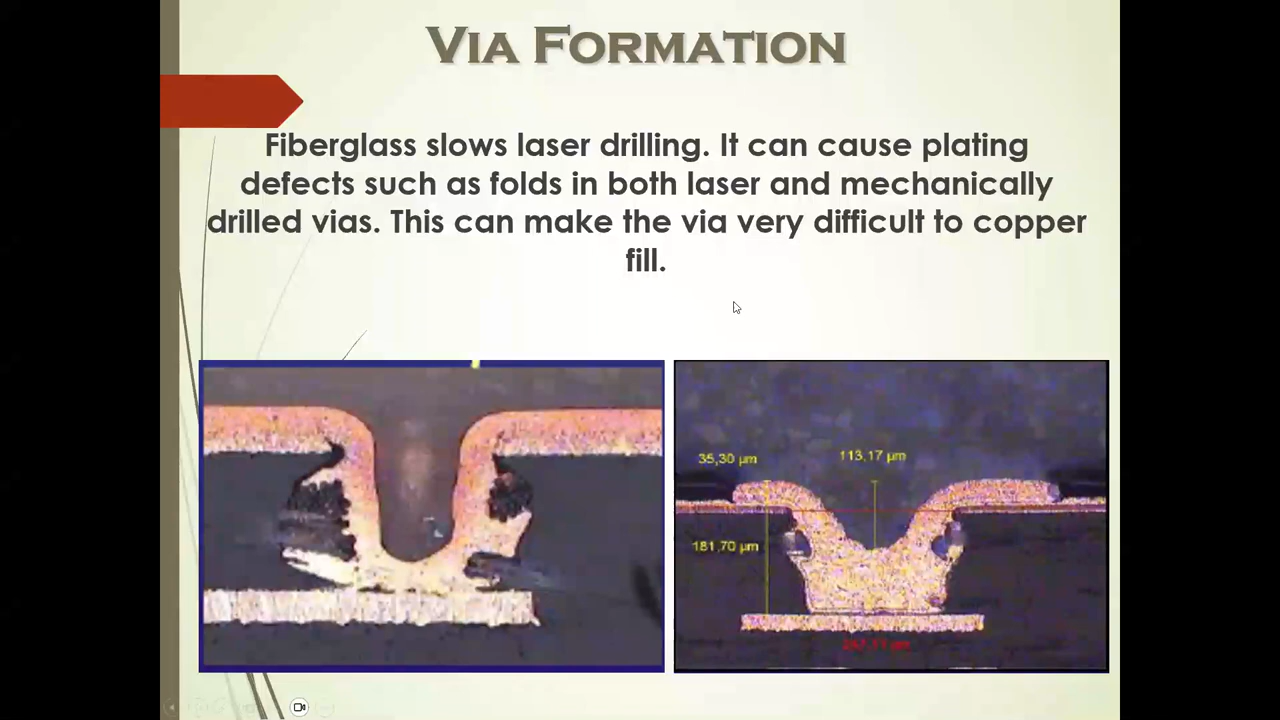 VIA FORMATION
Fiberglass slows laser drilling. It can cause plating
defects such as folds in both laser and mechanically
drilled vias. This can make the via very difficult to copper
fill.
35,30 µm
113,17 µm
181,70 µm